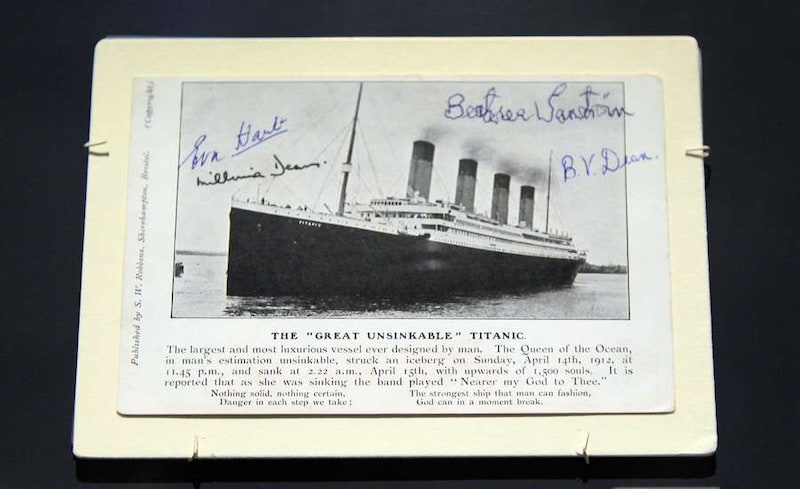 Eva Hart
Millvina Dean.
B.V. Dean.
TITANIC
Published by S. W. Robbins, Shirehampton, Bristol. (Copyright)
THE "GREAT UNSINKABLE" TITANIC.
The largest and most luxurious vessel ever designed by man. The Queen of the Ocean,
in man's estimation unsinkable, struck an iceberg on Sunday, April 14th, 1912, at
11.45 p.m., and sank at 2.22 a.m., April 15th, with upwards of 1,500 souls. It is
reported that as she was sinking the band played "Nearer my God to Thee."
Nothing solid, nothing certain,
Danger in each step we take;
The strongest ship that man can fashion,
God can in a moment break.